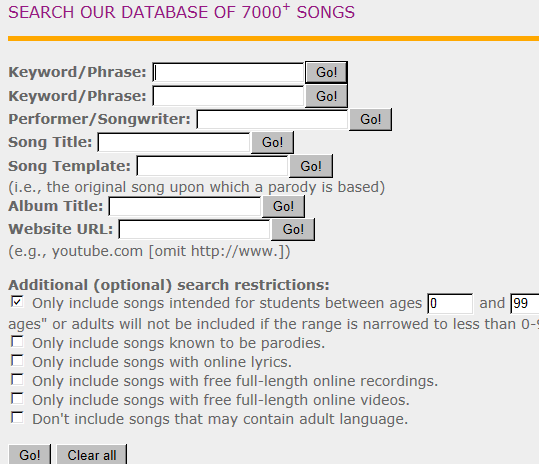 SEARCH OUR DATABASE OF 7000+ SONGS
Keyword/Phrase: Go!
Keyword/Phrase: Go!
Performer/Songwriter: Go!
Song Title: Go!
Song Template: Go!
(i.e., the original song upon which a parody is based)
Album Title: Go!
Website URL: Go!
(e.g., youtube.com [omit http://www.])
Additional (optional) search restrictions:
Only include songs intended for students between ages 0 and 99
ages" or adults will not be included if the range is narrowed to less than 0-9
Only include songs known to be parodies.
Only include songs with online lyrics.
Only include songs with free full-length online recordings.
Only include songs with free full-length online videos.
Don't include songs that may contain adult language.
Go! Clear all